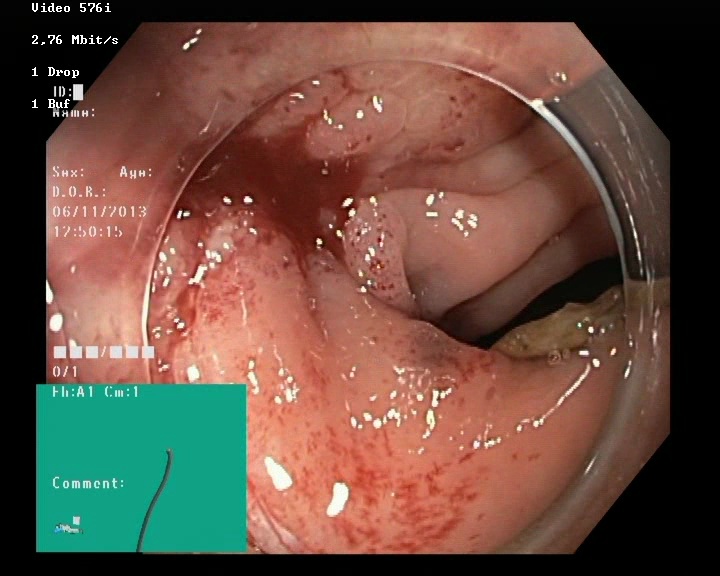 Video 576i
2,76 Mbit/s
1 Drop
ID:
1 Buf
Name:
Sex: Age:
D.O.B.:
06/11/2013
12:50:15
/
0/1
Ph:A1 Cm:1
Comment: